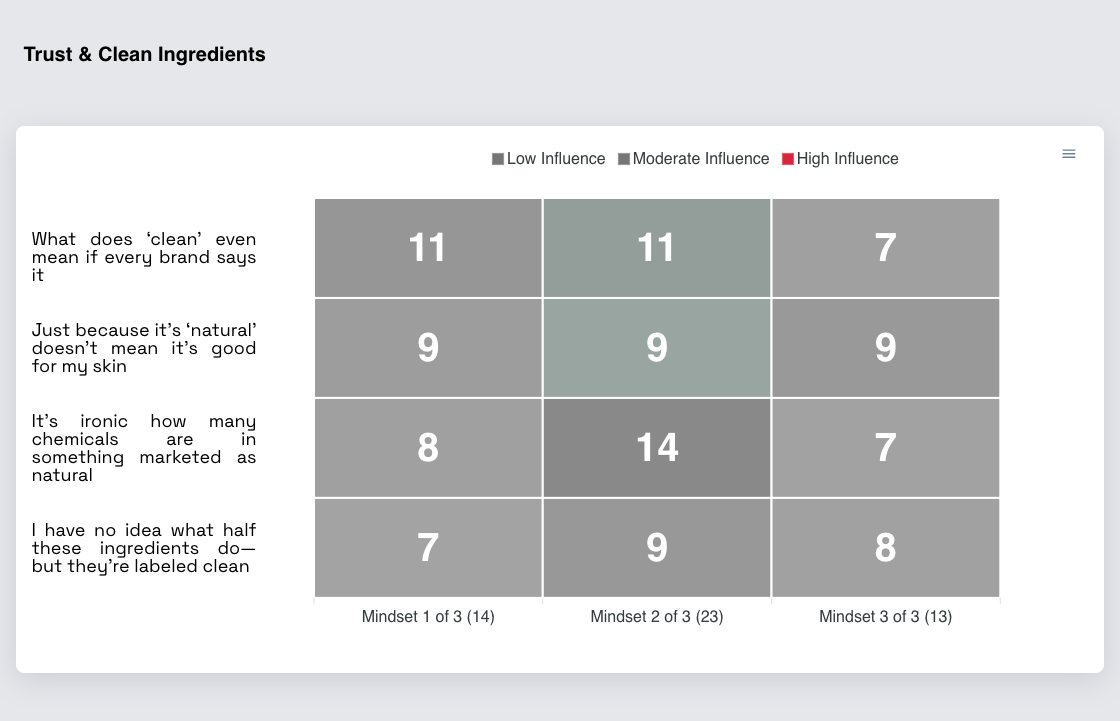 Trust & Clean Ingredients
Low Influence Moderate Influence High Influence
What does ‘clean’ even
mean if every brand says
it
11 11 7
Just because it’s ‘natural’
doesn’t mean it’s good
for my skin
9 9 9
It’s ironic how many
chemicals are in
something marketed as
natural
8 14 7
I have no idea what half
these ingredients do—
but they’re labeled clean
7 9 8
Mindset 1 of 3 (14) Mindset 2 of 3 (23) Mindset 3 of 3 (13)